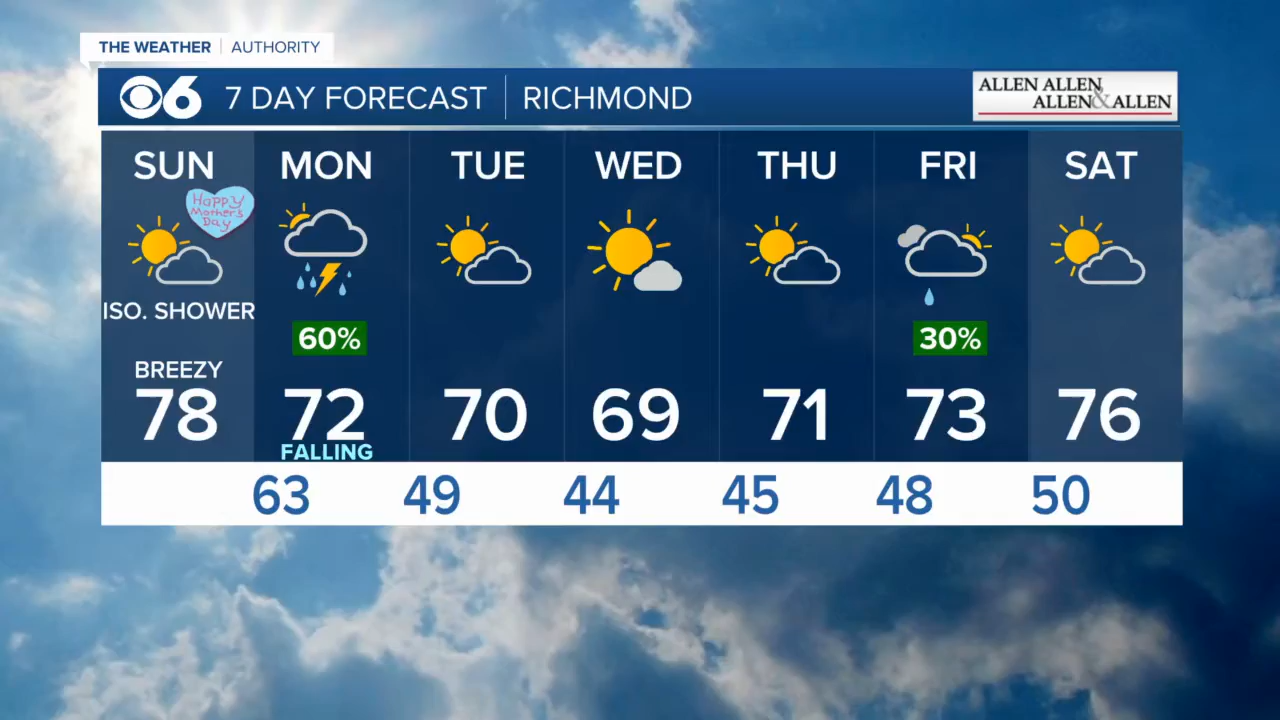 THE WEATHER | AUTHORITY
6 7 DAY FORECAST | RICHMOND
ALLEN ALLEN
ALLEN & ALLEN
SUN MON TUE WED THU FRI SAT
Happy
Mother's
Day
ISO. SHOWER
60% 30%
BREEZY
78 72 70 69 71 73 76
FALLING
63 49 44 45 48 50